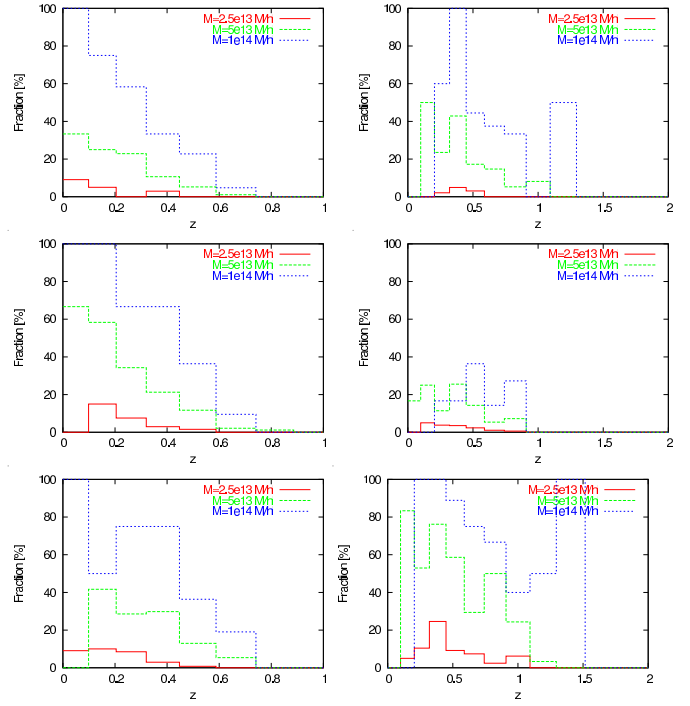 100
80
60
40
20
0
Fraction [%]
0
0.2
0.4
0.6
0.8
1
z
M=2.5e13 M/h
M=5e13 M/h
M=1e14 M/h
100
80
60
40
20
0
Fraction [%]
0
0.5
1
1.5
2
z
M=2.5e13 M/h
M=5e13 M/h
M=1e14 M/h
100
80
60
40
20
0
Fraction [%]
0
0.2
0.4
0.6
0.8
1
z
M=2.5e13 M/h
M=5e13 M/h
M=1e14 M/h
100
80
60
40
20
0
Fraction [%]
0
0.5
1
1.5
2
z
M=2.5e13 M/h
M=5e13 M/h
M=1e14 M/h
100
80
60
40
20
0
Fraction [%]
0
0.2
0.4
0.6
0.8
1
z
M=2.5e13 M/h
M=5e13 M/h
M=1e14 M/h
100
80
60
40
20
0
Fraction [%]
0
0.5
1
1.5
2
z
M=2.5e13 M/h
M=5e13 M/h
M=1e14 M/h